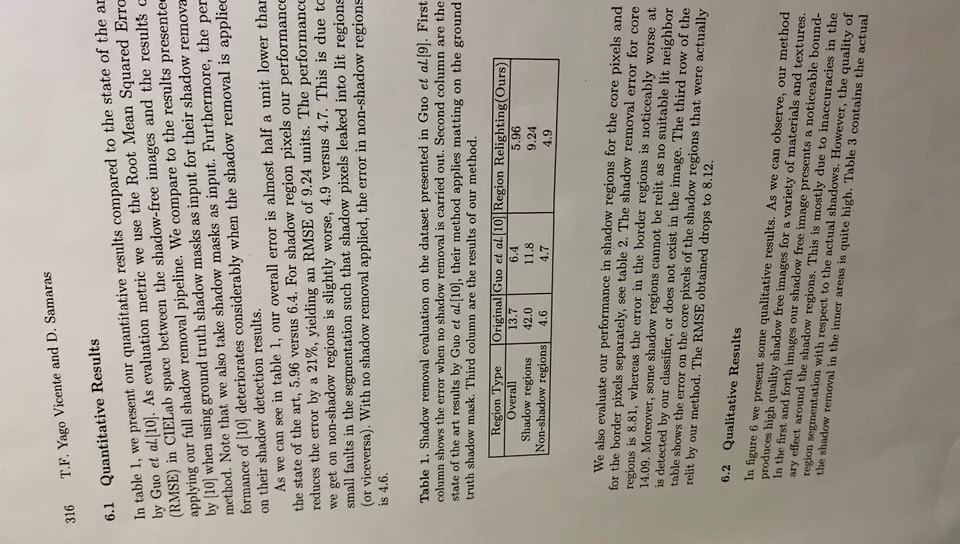 316 T.F. Yago Vicente and D. Samaras
6.1 Quantitative Results
In table 1, we present our quantitative results compared to the state of the
by Guo et al.[10]. As evaluation metric we use the Root Mean Squared
(RMSE) in CIELab space between the shadow-free images and the results
applying our full shadow removal pipeline. We compare to the results
by [10] when using ground truth shadow masks as input for their shadow
method. Note that we also take shadow masks as input. Furthermore, the
formance of [10] deteriorates considerably when the shadow removal is
on their shadow detection results.
As we can see in table 1, our overall error is almost half a unit lower than
the state of the art, 5.96 versus 6.4. For shadow region pixels our performance
reduces the error by a 21%, yielding an RMSE of 9.24 units. The performance
we get on non-shadow regions is slightly worse, 4.9 versus 4.7. This is due to
small faults in the segmentation such that shadow pixels leaked into lit regions
(or viceversa). With no shadow removal applied, the error in non-shadow regions
is 4.6.
Table 1. Shadow removal evaluation on the dataset presented in Guo et al.[9]. First
column shows the error when no shadow removal is caried out. Second column are the
state of the art results by Guo et al.[10], their method applies matting on the ground
truth shadow mask. Third column are the results of our method.
Region Type Original Guo et al. [10] Region Relighting(Ours)
Overall 13.7 6.4 5.96
Shadow regions 42.0 11.8 9.24
Non-shadow regions 4.6 4.7 4.9
We also evaluate our performance in shadow regions for the core pixels and
for the border pixels separately, see table 2. The shadow removal error for core
regions is 8.81, whereas the error in the border regions is noticeably worse at
14.09. Moreover, some shadow regions cannot be relit as no suitable lit neighbor
is detected by our classifier, or does not exist in the image. The third row of the
table shows the error on the core pixels of the shadow regions that were actually
relit by our method. The RMSE obtained drops to 8.12.
6.2 Qualitative Results
In figure 6 we present some qualitative results. As we can observe, our method
produces high quality shadow free images for a variety of materials and textures.
In the first and forth images our shadow free image presents a noticeable bound-
ary effect around the shadow regions. This is mostly due to inaccuracies in the
region segmentation with respect to the actual shadows. However, the quality of
the shadow removal in the inner areas is quite high. Table 3 contains the actual